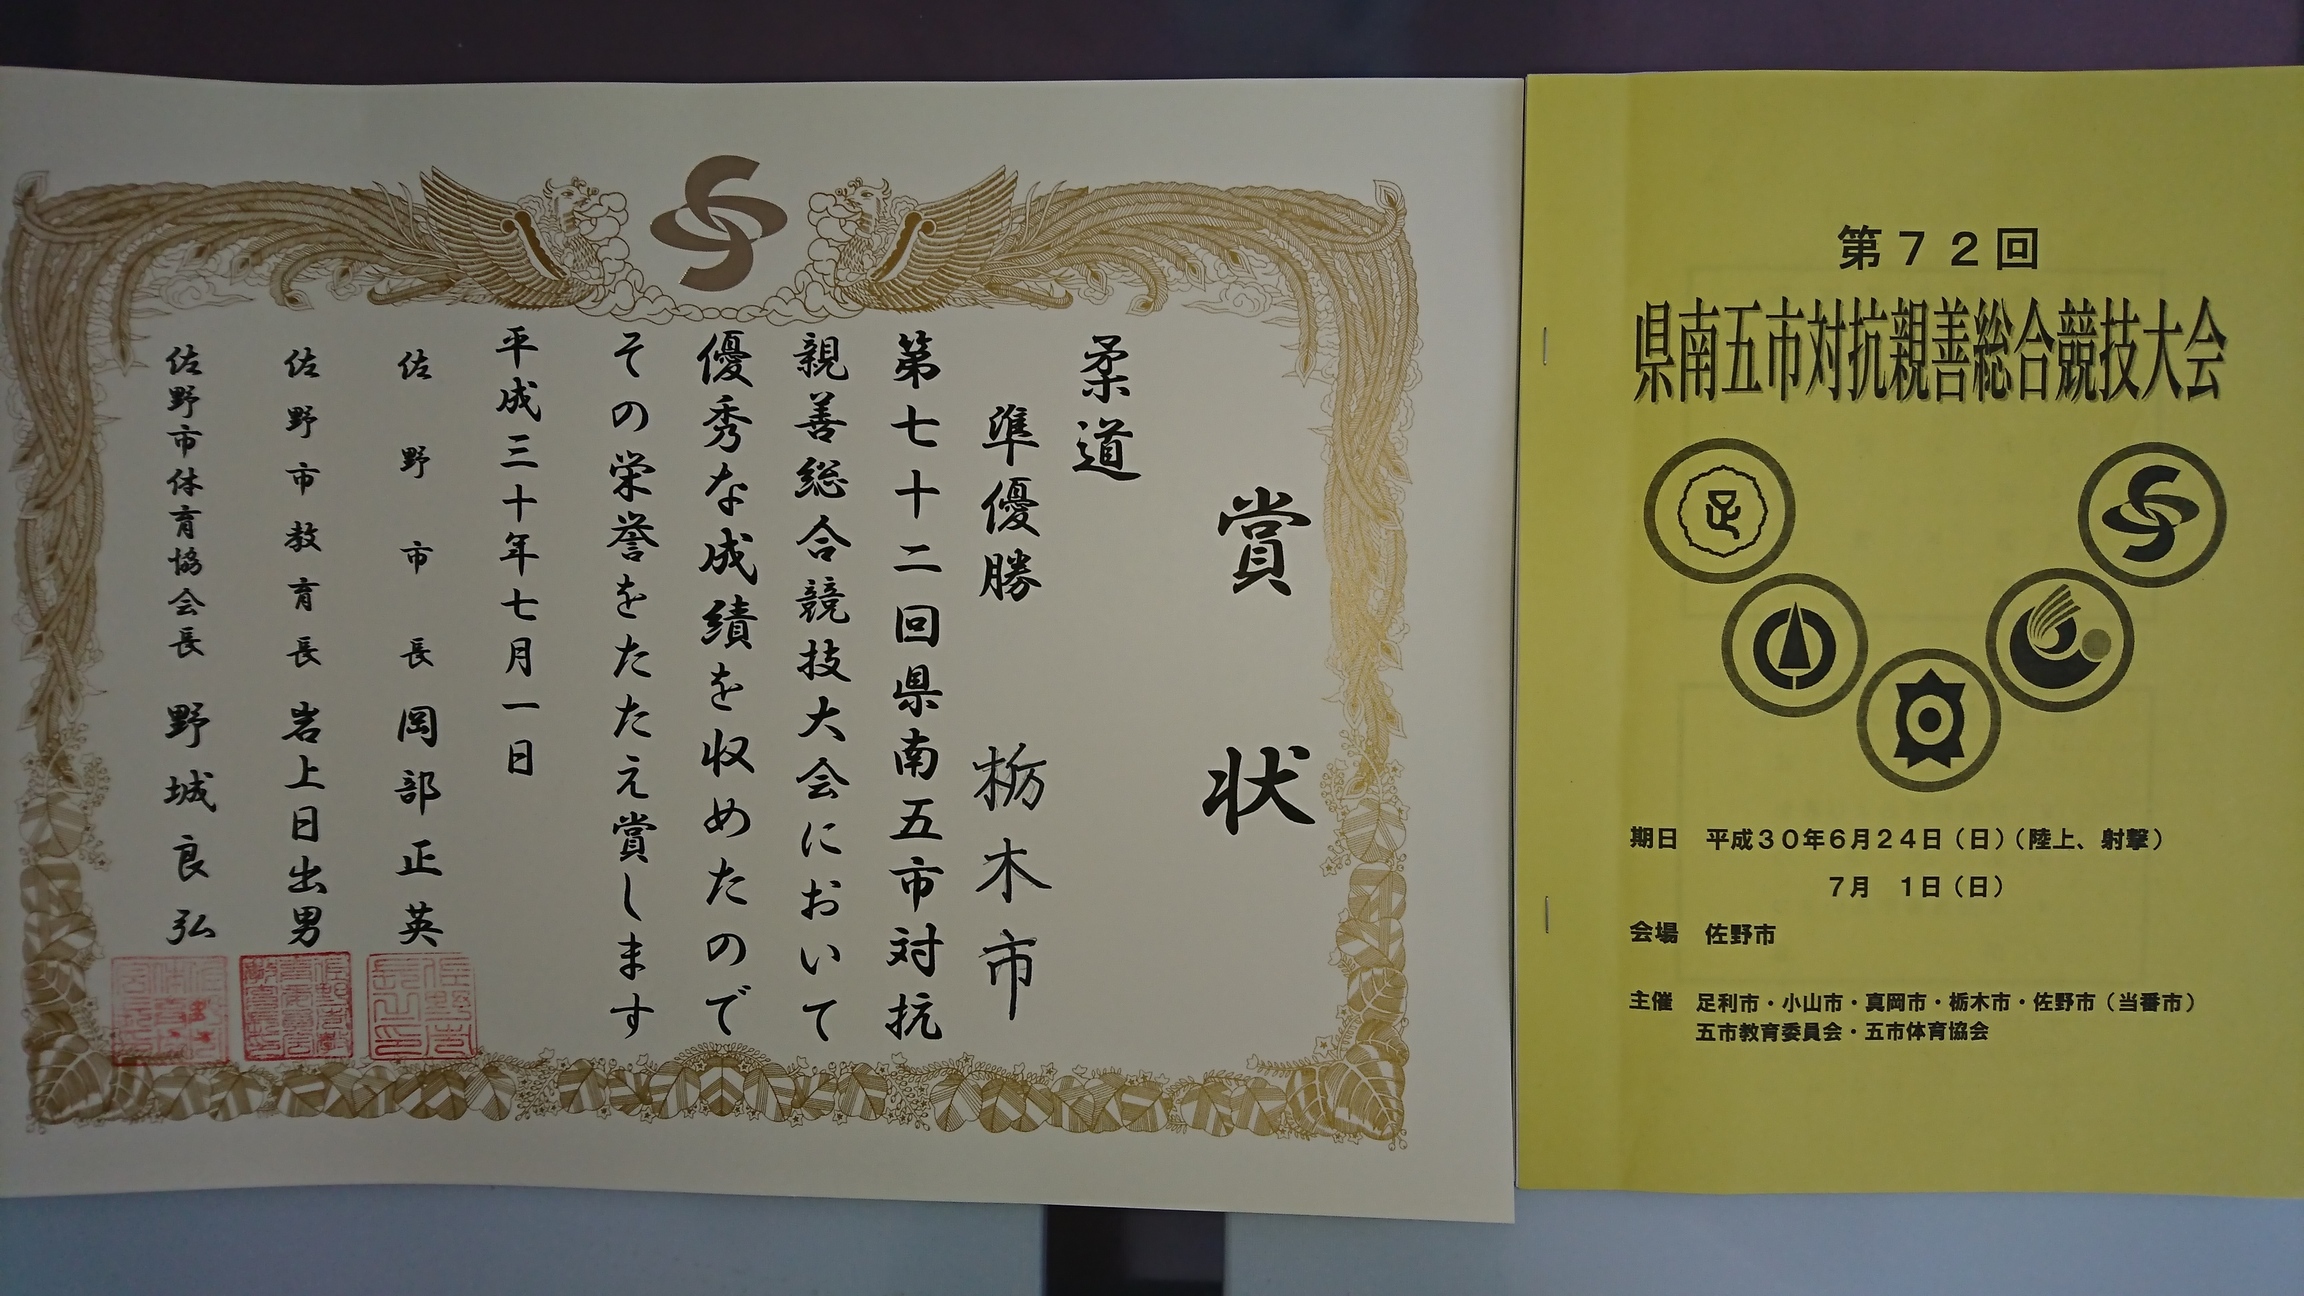 賞状
柔道
準優勝 栃木市
第七十二回県南五市対抗
親善総合競技大会において
優秀な成績を収めたので
その栄誉をたたえ賞します
平成三十年七月一日
佐野市長 岡部正英
佐野市教育長 岩上日出男
佐野市体育協会長 野城良弘
第72回
県南五市対抗親善総合競技大会
期日 平成30年6月24日(日)(陸上、射撃)
7月 1日(日)
会場 佐野市
主催 足利市・小山市・真岡市・栃木市・佐野市(当番市)
五市教育委員会・五市体育協会